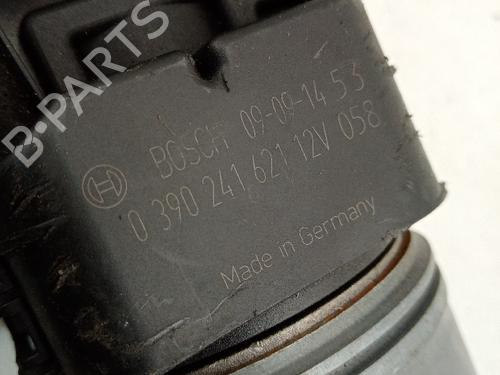 B-PARTS
BOSCH 09-09-14 53
0 390 241 621 12V 058
Made in Germany